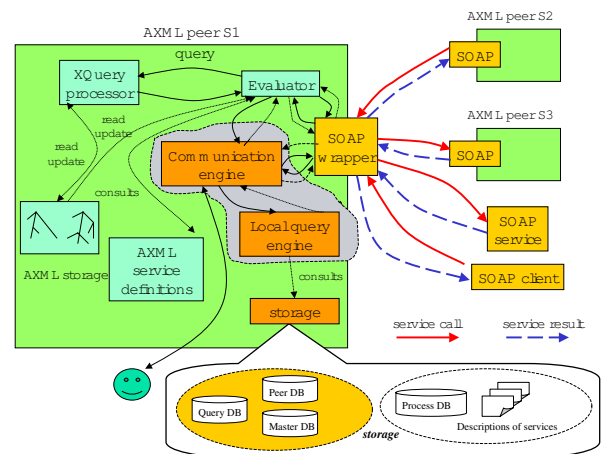 AXML peer S1
AXML peer S2
query
SOAP
XQuery
processor
Evaluator
AXML peer S3
read
update
SOAP
wrapper
SOAP
read
update
Communication
engine
consults
Local query
engine
SOAP
service
AXML
service
definitions
AXML storage
consults
SOAP client
storage
service call
service result
Peer DB
Query DB
Master DB
storage
Process DB
Descriptions of services